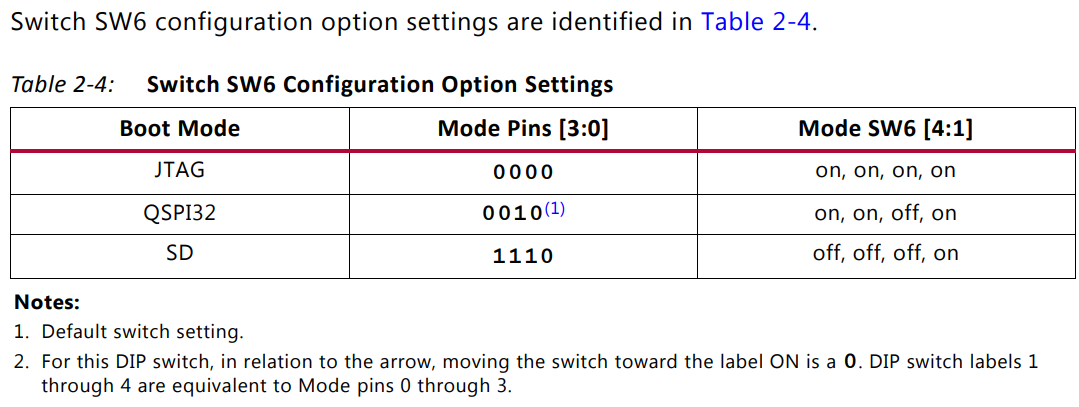 Switch SW6 configuration option settings are identified in Table 2-4.
Table 2-4: Switch SW6 Configuration Option Settings
Boot Mode Mode Pins [3:0] Mode SW6 [4:1]
JTAG 0000 on, on, on, on
QSPI32 0010(1) on, on, off, on
SD 1110 off, off, off, on
Notes:
1. Default switch setting.
2. For this DIP switch, in relation to the arrow, moving the switch toward the label ON is a 0. DIP switch labels 1
through 4 are equivalent to Mode pins 0 through 3.